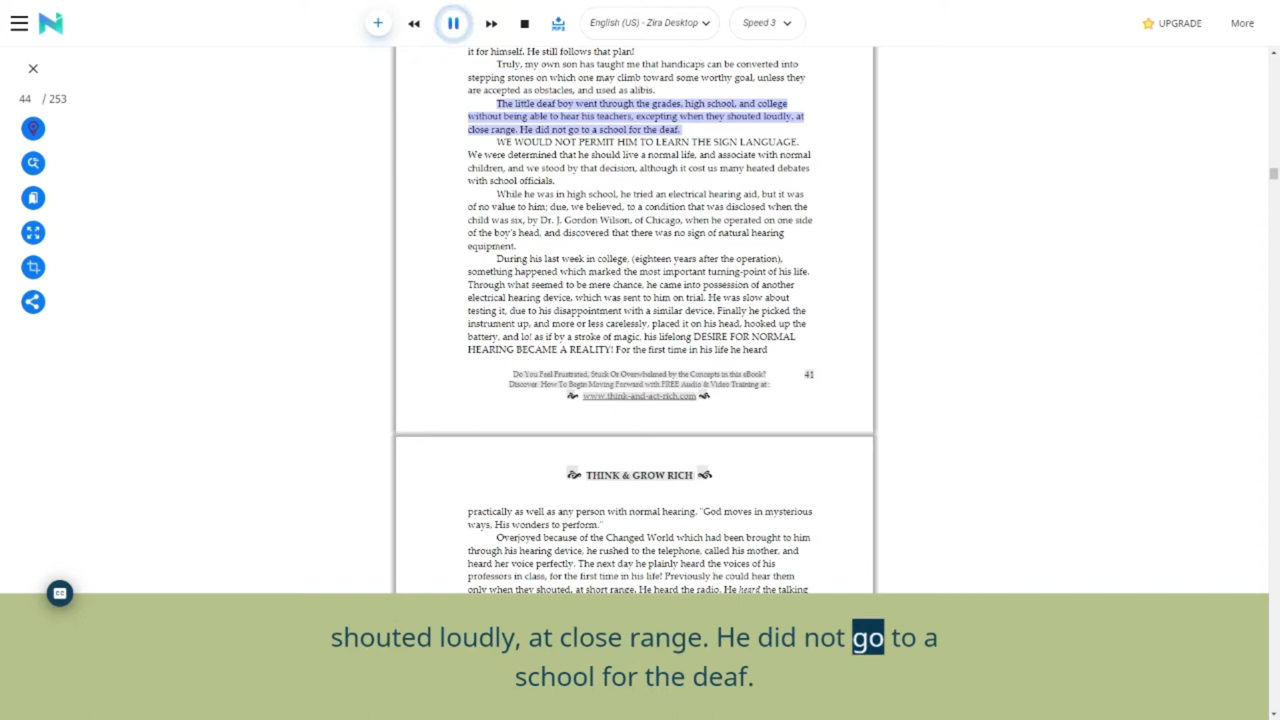 MP3
English (US) - Zira Desktop
Speed 3
UPGRADE
More
44 / 253
it for himself. He still follows that plan!
Truly, my own son has taught me that handicaps can be converted into
stepping stones on which one may climb toward some worthy goal, unless they
are accepted as obstacles, and used as alibis.
The little deaf boy went through the grades, high school, and college
without being able to hear his teachers, excepting when they shouted loudly, at
close range. He did not go to a school for the deaf.
WE WOULD NOT PERMIT HIM TO LEARN THE SIGN LANGUAGE.
We were determined that he should live a normal life, and associate with normal
children, and we stood by that decision, although it cost us many heated debates
with school officials.
While he was in high school, he tried an electrical hearing aid, but it was
of no value to him; due, we believed, to a condition that was disclosed when the
child was six, by Dr. J. Gordon Wilson, of Chicago, when he operated on one side
of the boy's head, and discovered that there was no sign of natural hearing
equipment.
During his last week in college, (eighteen years after the operation),
something happened which marked the most important turning-point of his life.
Through what seemed to be mere chance, he came into possession of another
electrical hearing device, which was sent to him on trial. He was slow about
testing it, due to his disappointment with a similar device. Finally he picked the
instrument up, and more or less carelessly, placed it on his head, hooked up the
battery, and lo! as if by a stroke of magic, his lifelong DESIRE FOR NORMAL
HEARING BECAME A REALITY! For the first time in his life he heard
Do You Feel Frustrated, Stuck Or Overwhelmed by the Concepts in this eBook?
41
Discover: How To Begin Moving Forward with FREE Audio & Video Training at:
www.think-and-act-rich.com
THINK & GROW RICH
practically as well as any person with normal hearing. "God moves in mysterious
ways, His wonders to perform."
Overjoyed because of the Changed World which had been brought to him
through his hearing device, he rushed to the telephone, called his mother, and
heard her voice perfectly. The next day he plainly heard the voices of his
professors in class, for the first time in his life! Previously he could hear them
only when they shouted, at short range. He heard the radio. He heard the talking
CC
shouted loudly, at close range. He did not go to a
school for the deaf.